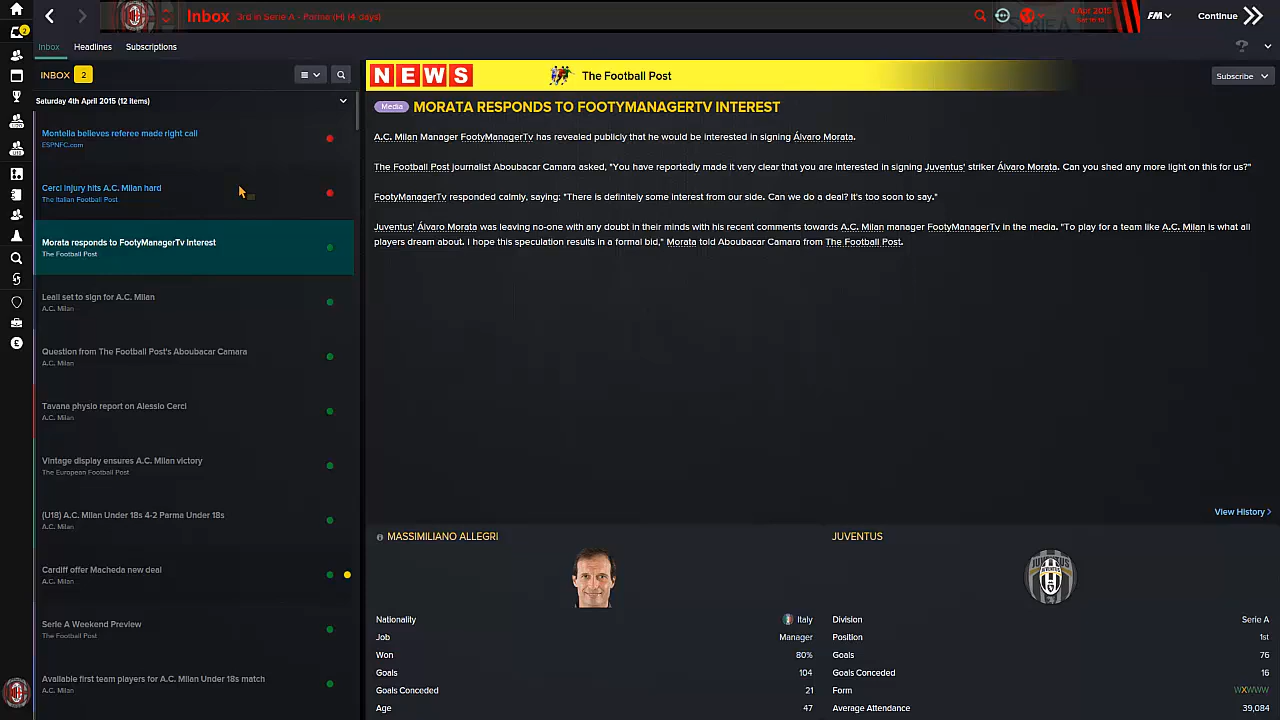 Inbox
3rd in Serie A - Parma (H) (4 days)
4 Apr 2015
Sat 16:15
FM
Continue
2
Inbox Headlines Subscriptions
INBOX 2
Saturday 4th April 2015 (12 Items)
Montella believes referee made right call
ESPNFC.com
Cerci injury hits A.C. Milan hard
The Italian Football Post
Morata responds to FootyManagerTv Interest
The Football Post
Leali set to sign for A.C. Milan
A.C. Milan
Question from The Football Post's Aboubacar Camara
A.C. Milan
Tavana physio report on Alessio Cerci
A.C. Milan
Vintage display ensures A.C. Milan victory
The European Football Post
(U18) A.C. Milan Under 18s 4-2 Parma Under 18s
A.C. Milan
Cardiff offer Macheda new deal
A.C. Milan
Serie A Weekend Preview
The Football Post
Available first team players for A.C. Milan Under 18s match
A.C. Milan
NEWS The Football Post
Subscribe
Media MORATA RESPONDS TO FOOTYMANAGERTV INTEREST
A.C. Milan Manager FootyManagerTv has revealed publicly that he would be interested in signing Álvaro Morata.
The Football Post journalist Aboubacar Camara asked, "You have reportedly made it very clear that you are interested in signing Juventus' striker Álvaro Morata. Can you shed any more light on this for us?"
FootyManagerTv responded calmly, saying: "There is definitely some interest from our side. Can we do a deal? It's too soon to say."
Juventus' Álvaro Morata was leaving no-one with any doubt in their minds with his recent comments towards A.C. Milan manager FootyManagerTv in the media. "To play for a team like A.C. Milan is what all
players dream about. I hope this speculation results in a formal bid," Morata told Aboubacar Camara from The Football Post.
View History
MASSIMILIANO ALLEGRI
Nationality Italy
Job Manager
Won 80%
Goals 104
Goals Conceded 21
Age 47
JUVENTUS
Division Serie A
Position 1st
Goals 76
Goals Conceded 16
Form WXWWW
Average Attendance 39,084